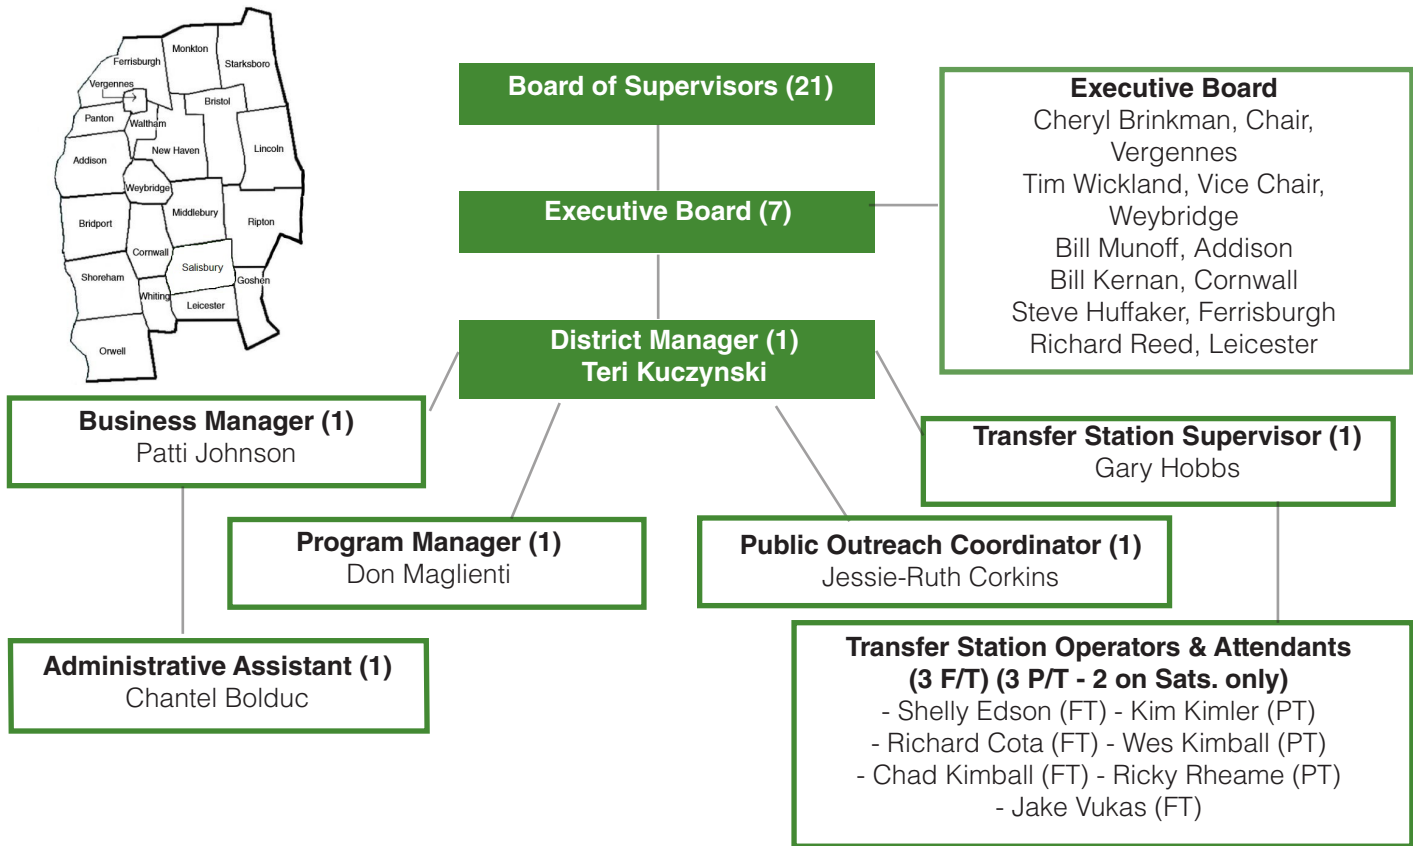 Monkton
Ferrisburgh
Starksboro
Vergennes
Bristol
Panton
Waltham
New Haven
Lincoln
Addison
Weybridge
Middlebury
Bridport
Ripton
Cornwall
Salisbury
Shoreham
Goshen
Whiting
Leicester
Orwell
Board of Supervisors (21)
Executive Board (7)
Executive Board
Cheryl Brinkman, Chair,
Vergennes
Tim Wickland, Vice Chair,
Weybridge
Bill Munoff, Addison
Bill Kernan, Cornwall
Steve Huffaker, Ferrisburgh
Richard Reed, Leicester
District Manager (1)
Teri Kuczynski
Business Manager (1)
Patti Johnson
Transfer Station Supervisor (1)
Gary Hobbs
Program Manager (1)
Don Maglienti
Public Outreach Coordinator (1)
Jessie-Ruth Corkins
Administrative Assistant (1)
Chantel Bolduc
Transfer Station Operators & Attendants
(3 F/T) (3 P/T - 2 on Sats. only)
- Shelly Edson (FT) - Kim Kimler (PT)
- Richard Cota (FT) - Wes Kimball (PT)
- Chad Kimball (FT) - Ricky Rheame (PT)
- Jake Vukas (FT)